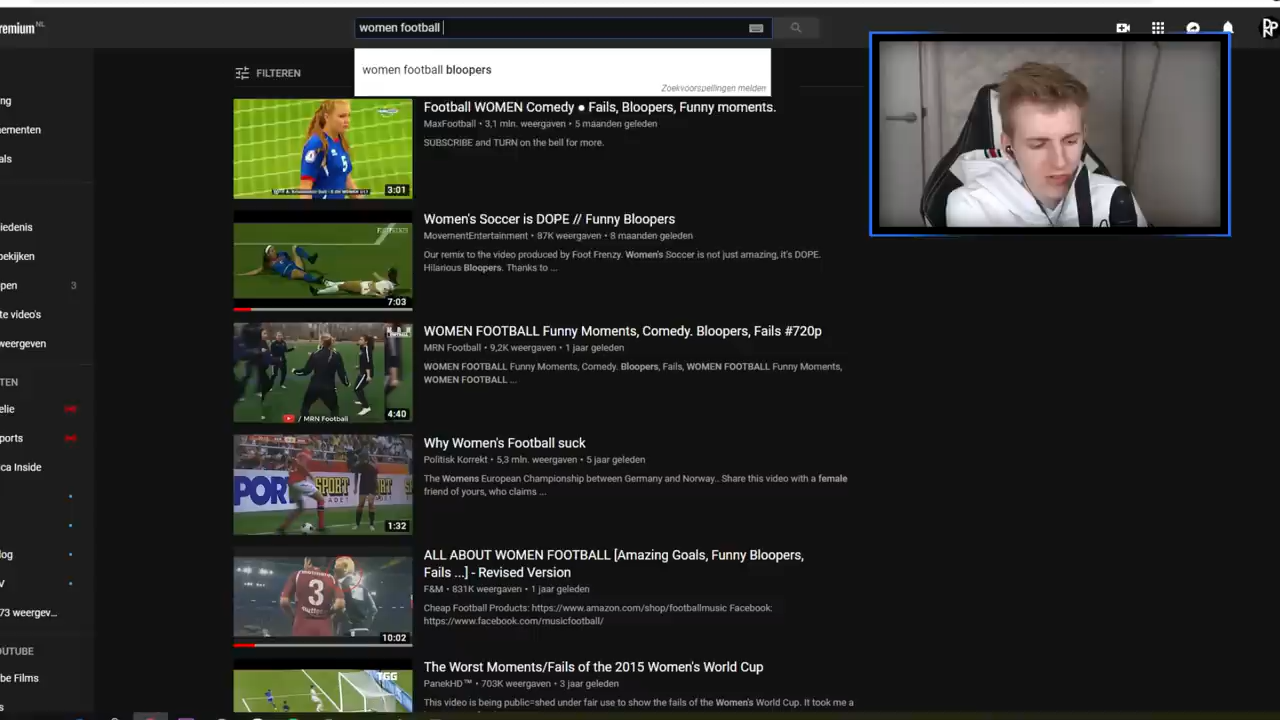 remium NL
women football
women football bloopers
Zoekvoorspellingen melden
FILTEREN
ng
ementen
als
iedenis
bekijken
pen 3
te video's
weergeven
TEN
elie
ports
ca Inside
log
V
73 weergev...
OUTUBE
be Films
s
Football WOMEN Comedy ● Fails, Bloopers, Funny moments.
MaxFootball • 3,1 mln. weergaven • 5 maanden geleden
SUBSCRIBE and TURN on the bell for more.
5
3:01
Women's Soccer is DOPE // Funny Bloopers
MovementEntertainment • 87K weergaven • 8 maanden geleden
Our remix to the video produced by Foot Frenzy. Women's Soccer is not just amazing, it's DOPE.
Hilarious Bloopers. Thanks to ...
7:03
WOMEN FOOTBALL Funny Moments, Comedy. Bloopers, Fails #720p
MRN Football • 9,2K weergaven • 1 jaar geleden
WOMEN FOOTBALL Funny Moments, Comedy. Bloopers, Fails, WOMEN FOOTBALL Funny Moments,
WOMEN FOOTBALL ...
/ MRN Football
4:40
Why Women's Football suck
Politisk Korrekt • 5,3 mln. weergaven • 5 jaar geleden
The Womens European Championship between Germany and Norway.. Share this video with a female
friend of yours, who claims ...
1:32
ALL ABOUT WOMEN FOOTBALL [Amazing Goals, Funny Bloopers,
Fails ...] - Revised Version
F&M • 831K weergaven • 1 jaar geleden
Cheap Football Products: https://www.amazon.com/shop/footballmusic Facebook:
https://www.facebook.com/musicfootball/
3
10:02
The Worst Moments/Fails of the 2015 Women's World Cup
PanekHD™ • 703K weergaven • 3 jaar geleden
This video is being public=shed under fair use to show the fails of the Women's World Cup. It took me a
TGG